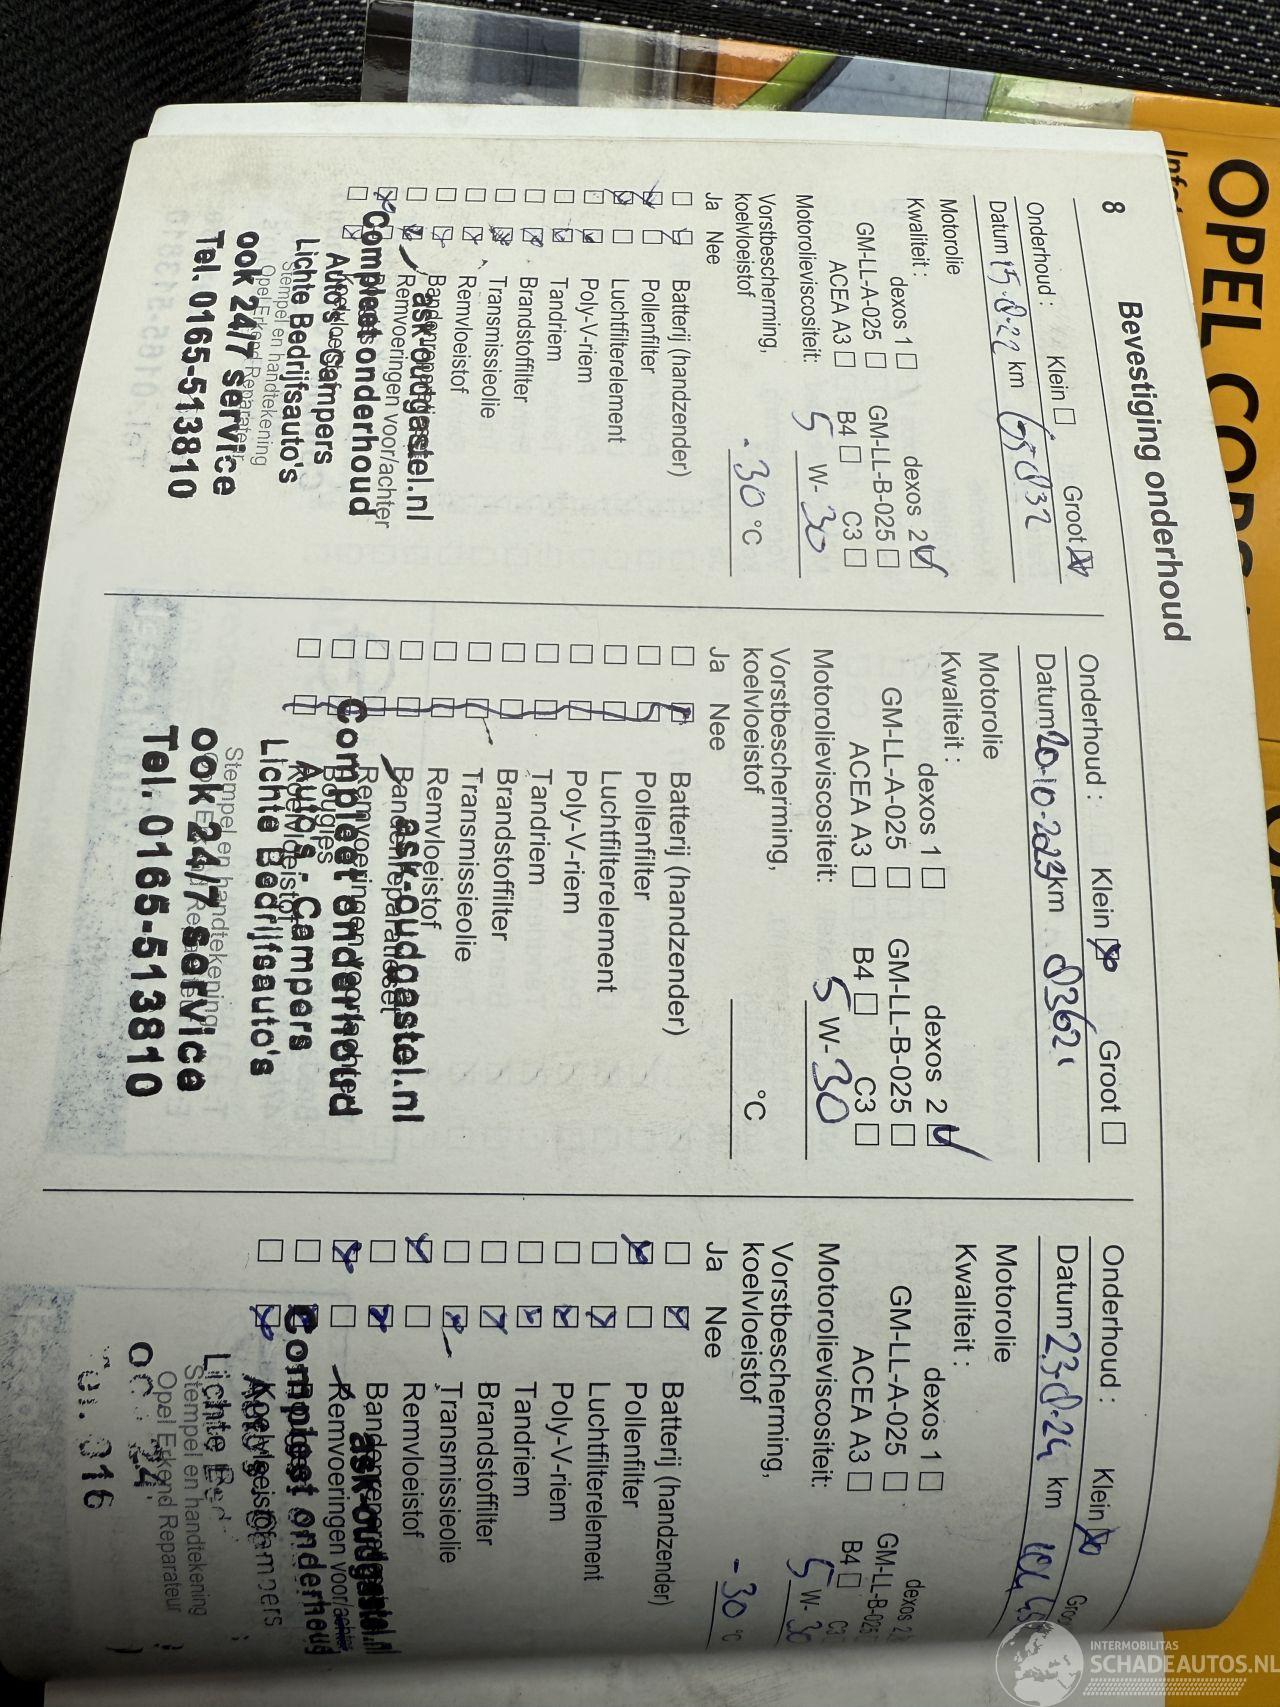 OPEL CORS
8
Bevestiging onderhoud
Onderhoud : Klein Groot
Datum 15.8.22 km
Motorolie
Kwaliteit : dexos 1 dexos 2
GM-LL-A-025 GM-LL-B-025
ACEA A3 B4 C3
Motorolieviscositeit: 5 W- 30
Vorstbescherming,
koelvloeistof -30 °C
Ja Nee
Batterij (handzender)
Pollenfilter
Luchtfilterelement
Poly-V-riem
Tandriem
Brandstoffilter
Transmissieolie
Remvloeistof
Remvoeringen voor/achter
Stempel en handtekening
Opel Erkend Reparateur
ask-oudgastel.nl
Compleet onderhoud
Auto's Campers
Lichte Bedrijfsauto's
ook 24/7 service
Tel. 0165-513810
Onderhoud : Klein Groot
Datum 20-10-2023 km 83621
Motorolie
Kwaliteit : dexos 1 dexos 2
GM-LL-A-025 GM-LL-B-025
ACEA A3 B4 C3
Motorolieviscositeit: 5 W- 30
Vorstbescherming,
koelvloeistof °C
Ja Nee
Batterij (handzender)
Pollenfilter
Luchtfilterelement
Poly-V-riem
Tandriem
Brandstoffilter
Transmissieolie
Remvloeistof
Bandenreparatieset
Remvoeringen voor/achter
Bougies
Koelvloeistof
Stempel en handtekening
ask-oudgastel.nl
Compleet onderhoud
Auto's - Campers
Lichte Bedrijfsauto's
ook 24/7 service
Tel. 0165-513810
Onderhoud : Klein
Datum 23.8.24 km
Motorolie
Kwaliteit : dexos 1 dexos 2
GM-LL-A-025 GM-LL-B-025
ACEA A3 B4 C3
Motorolieviscositeit: 5 W- 30
Vorstbescherming,
koelvloeistof -30 °C
Ja Nee
Batterij (handzender)
Pollenfilter
Luchtfilterelement
Poly-V-riem
Tandriem
Brandstoffilter
Transmissieolie
Remvloeistof
Bandenreparatieset
Remvoeringen voor/achter
Koelvloeistof
Stempel en handtekening
Opel Erkend Reparateur
ask-oudgastel.nl
Compleet onderhoud
Lichte
INTERMOBILITAS
SCHADEAUTOS.NL